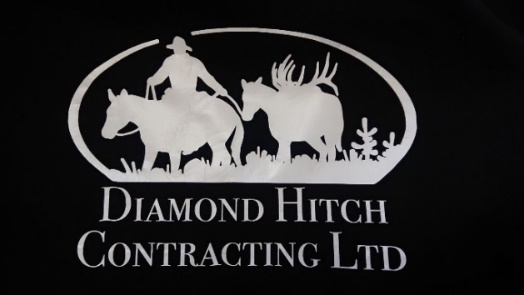 Diamond Hitch
Contracting Ltd